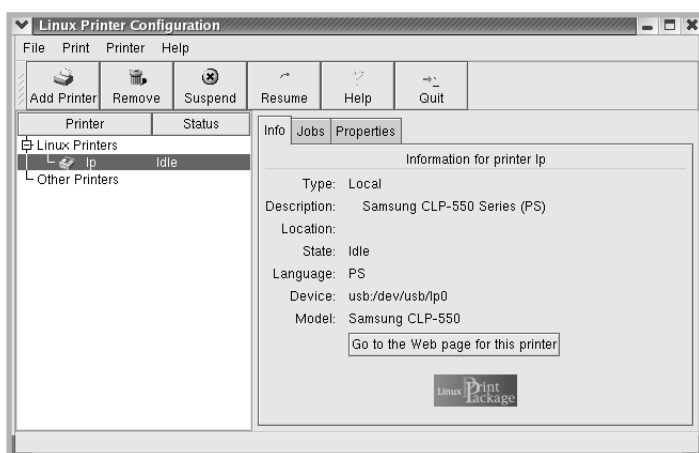 Linux Printer Configuration
File Print Printer Help
Add Printer Remove Suspend Resume Help Quit
Printer Status
Linux Printers
lp Idle
Other Printers
Info Jobs Properties
Information for printer lp
Type: Local
Description: Samsung CLP-550 Series (PS)
Location:
State: Idle
Language: PS
Device: usb:/dev/usb/lp0
Model: Samsung CLP-550
Go to the Web page for this printer
Linux Print Package